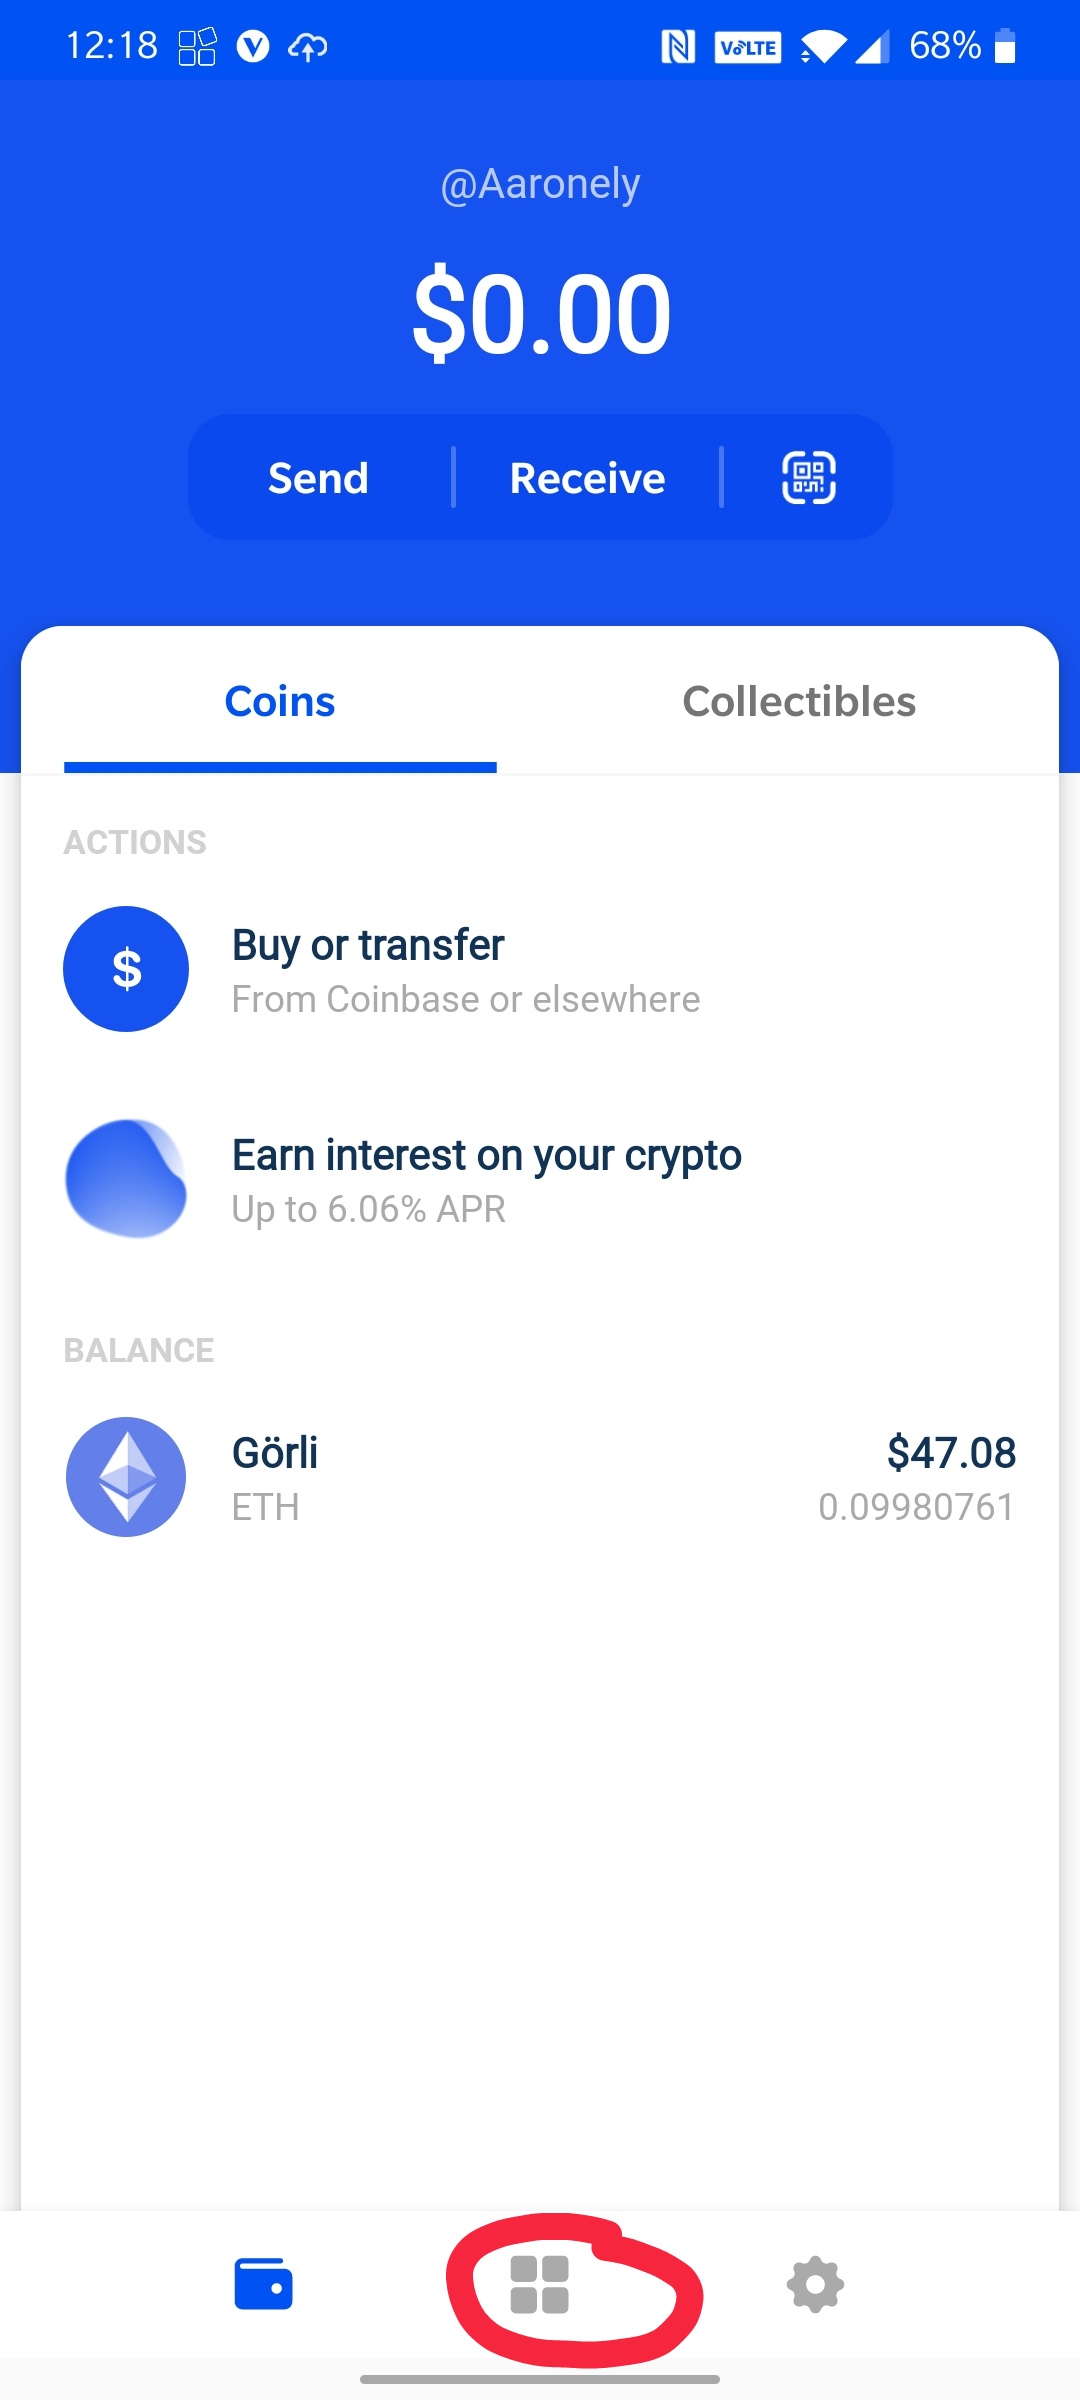 12:18 VoLTE 68%
@Aaronely
$0.00
Send Receive
Coins Collectibles
ACTIONS
$ Buy or transfer
From Coinbase or elsewhere
Earn interest on your crypto
Up to 6.06% APR
BALANCE
Görli $47.08
ETH 0.09980761